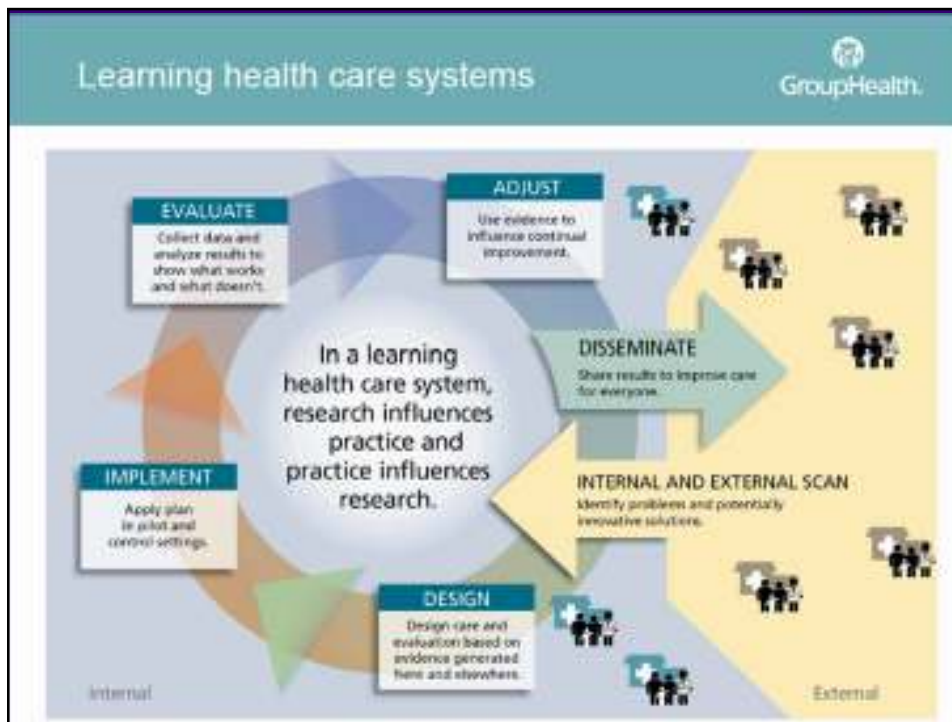 Learning health care systems
GroupHealth.
EVALUATE
Collect data and
analyze results to
show what works
and what doesn't.
ADJUST
Use evidence to
influence continual
improvement.
In a learning
health care system,
research influences
practice and
practice influences
research.
DISSEMINATE
Share results to improve care
for everyone.
INTERNAL AND EXTERNAL SCAN
Identify problems and potentially
innovative solutions.
IMPLEMENT
Apply plan
in pilot and
control settings.
DESIGN
Design care and
evaluation based on
evidence generated
here and elsewhere.
Internal
External